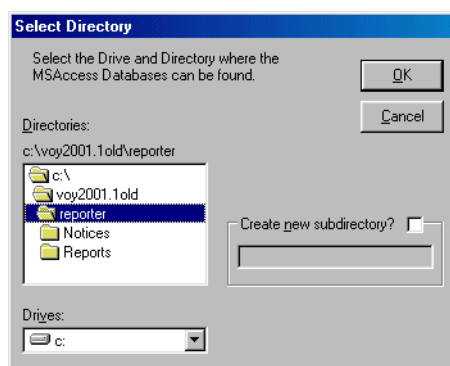 Select Directory
Select the Drive and Directory where the
MSAccess Databases can be found.
OK
Cancel
Directories:
c:\voy2001.1old\reporter
c:\
voy2001.1old
reporter
Notices
Reports
Create new subdirectory?
Drives:
c: